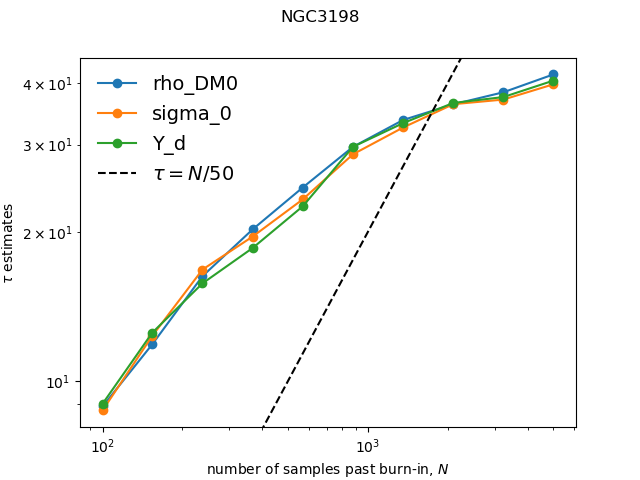 NGC3198
rho_DM0
sigma_0
Y_d
τ = N/50
4 × 10¹
3 × 10¹
2 × 10¹
10¹
τ estimates
10² 10³
number of samples past burn-in, N